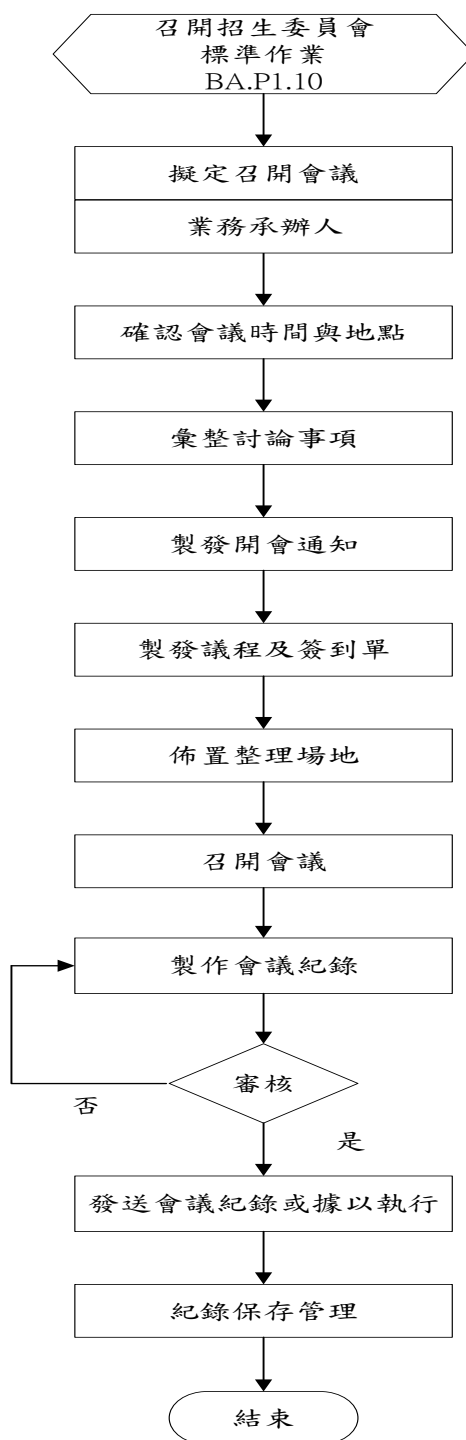 召開招生委員會
標準作業
BA.P1.10
擬定召開會議
業務承辦人
確認會議時間與地點
彙整討論事項
製發開會通知
製發議程及簽到單
佈置整理場地
召開會議
製作會議紀錄
審核
否
是
發送會議紀錄或據以執行
紀錄保存管理
結束